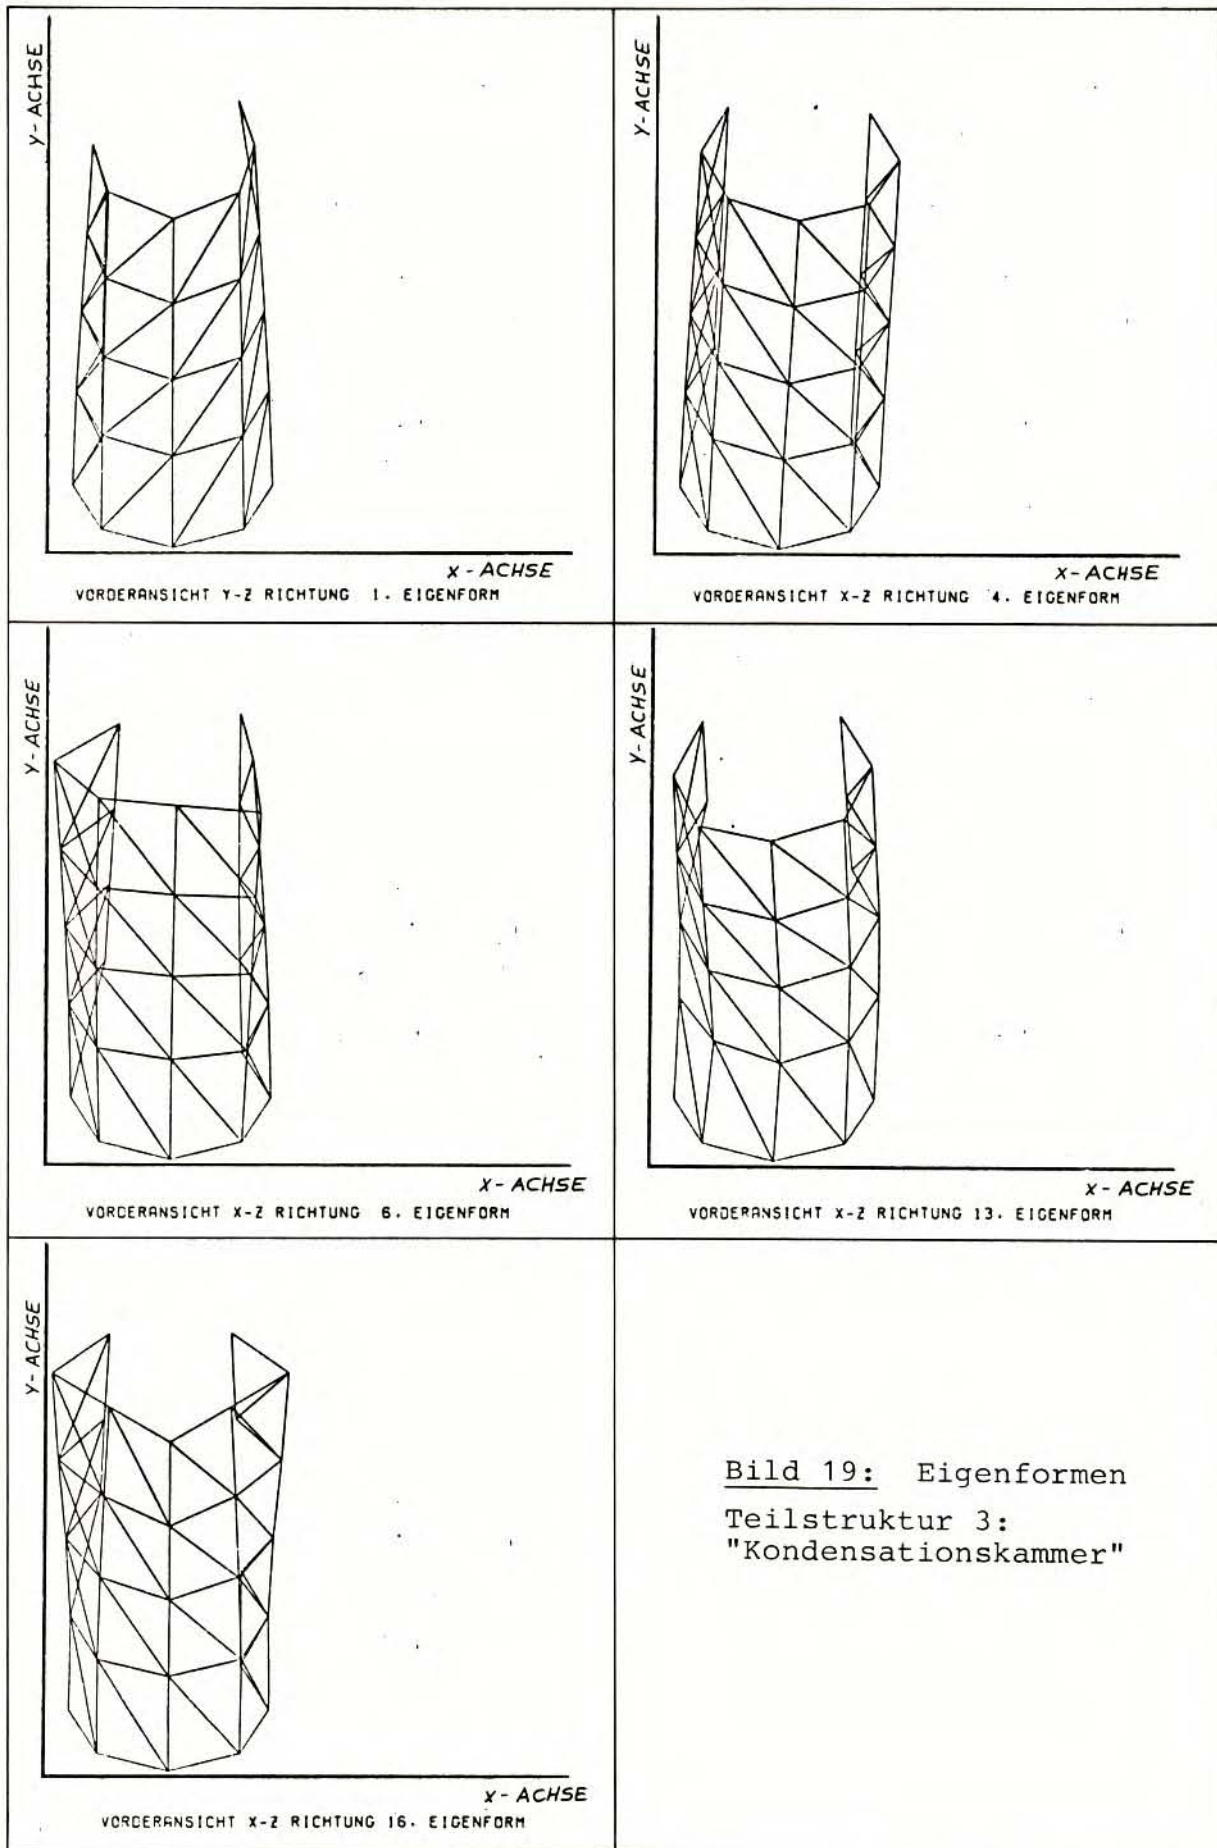 Y-ACHSE
X-ACHSE
VORDERANSICHT Y-Z RICHTUNG 1. EIGENFORM
Y-ACHSE
X-ACHSE
VORDERANSICHT X-Z RICHTUNG 4. EIGENFORM
Y-ACHSE
X-ACHSE
VORDERANSICHT X-Z RICHTUNG 6. EIGENFORM
Y-ACHSE
X-ACHSE
VORDERANSICHT X-Z RICHTUNG 13. EIGENFORM
Y-ACHSE
X-ACHSE
VORDERANSICHT X-Z RICHTUNG 16. EIGENFORM
Bild 19: Eigenformen
Teilstruktur 3:
"Kondensationskammer"